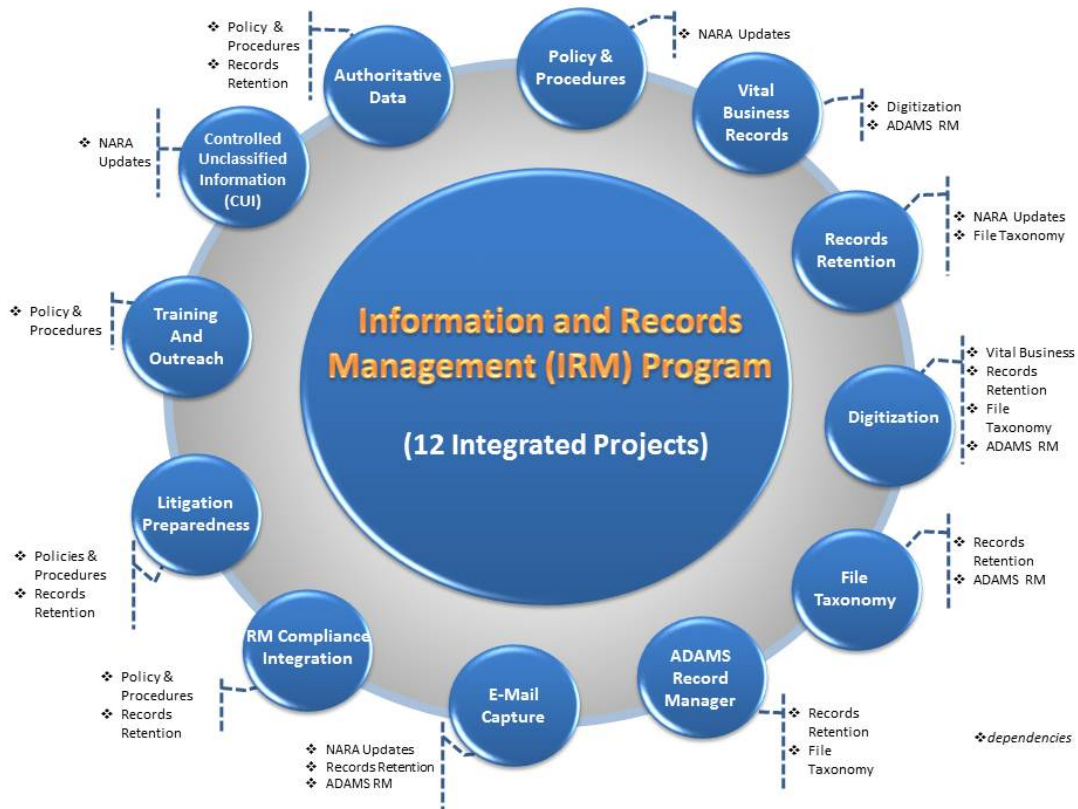 ❖ Policy &
Procedures
❖ Records
Retention
Authoritative
Data
Policy &
Procedures
❖ NARA Updates
Vital
Business
Records
❖ Digitization
❖ ADAMS RM
❖ NARA
Updates
Controlled
Unclassified
Information
(CUI)
Records
Retention
❖ NARA Updates
❖ File Taxonomy
❖ Policy &
Procedures
Training
And
Outreach
Information and Records
Management (IRM) Program
(12 Integrated Projects)
Digitization
❖ Vital Business
❖ Records
Retention
❖ File
Taxonomy
❖ ADAMS RM
Litigation
Preparedness
❖ Policies &
Procedures
❖ Records
Retention
File
Taxonomy
❖ Records
Retention
❖ ADAMS RM
RM Compliance
Integration
❖ Policy &
Procedures
❖ Records
Retention
E-Mail
Capture
❖ NARA Updates
❖ Records Retention
❖ ADMS RM
ADAMS
Record
Manager
❖ Records
Retention
❖ File
Taxonomy
❖dependencies